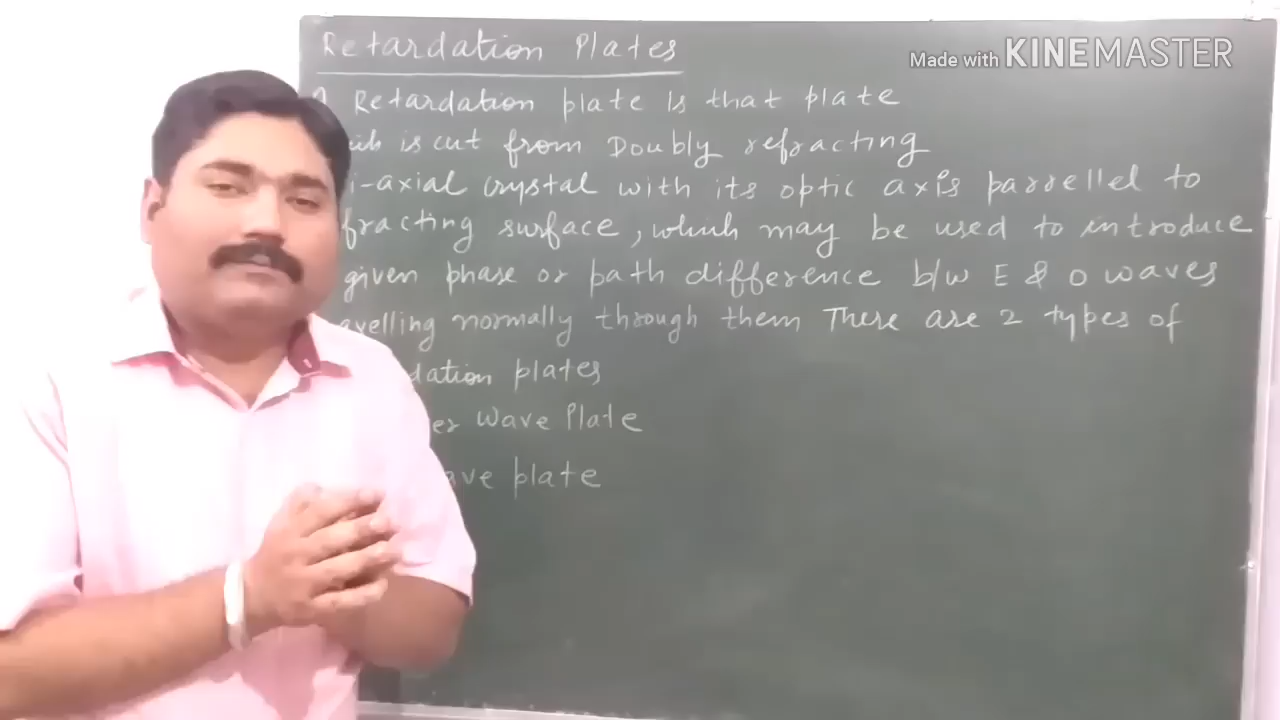 Retardation Plates
Made with KINEMASTER
Retardation plate is that plate
is cut from Doubly refracting
i-axial crystal with its optic axis parrellel to
fracting surface, which may be used to introduce
given phase or path difference b/w E & O waves
avelling normally through them There are 2 types of
dation plates
er Wave Plate
ave plate